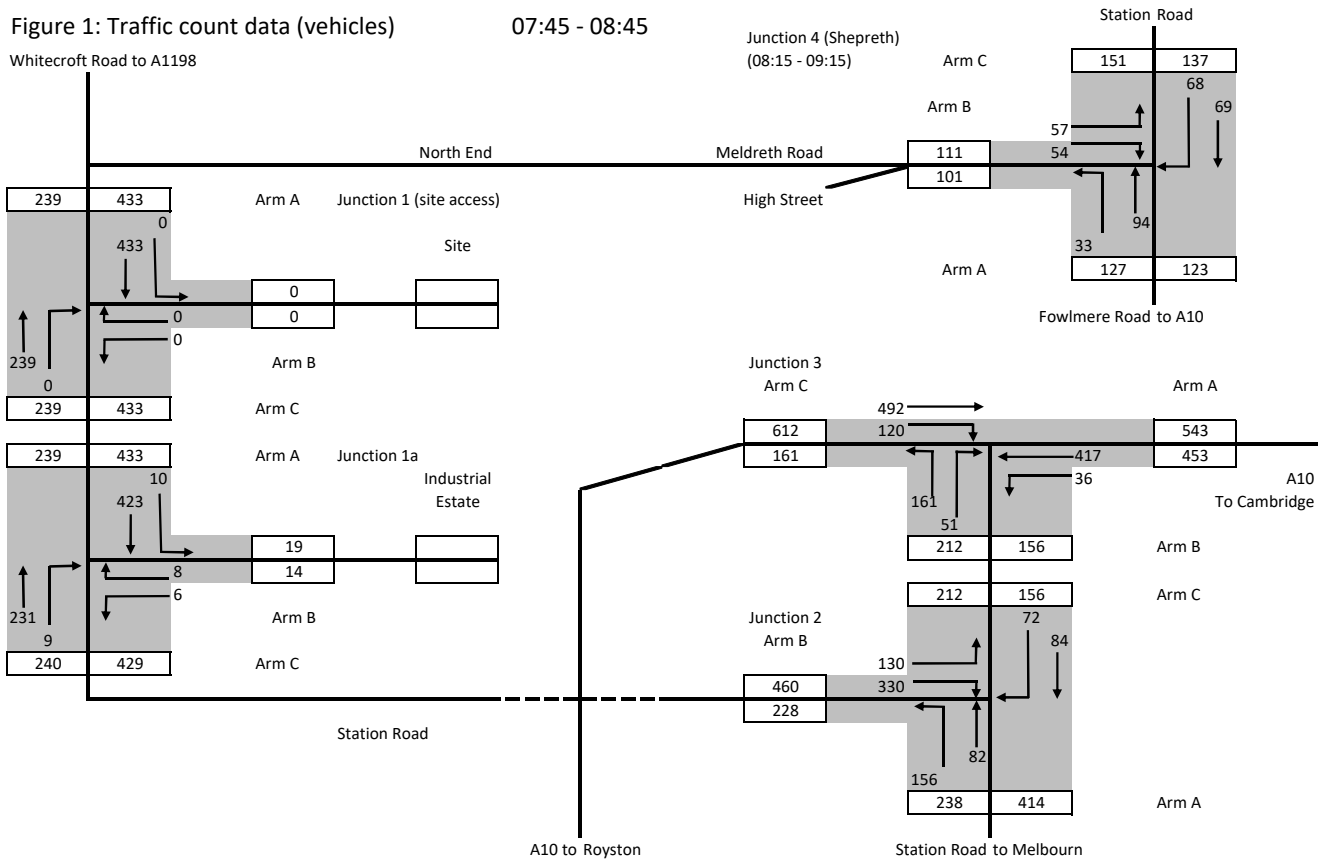 Figure 1: Traffic count data (vehicles) 07:45 - 08:45
Whitecroft Road to A1198
Junction 4 (Shepreth)
(08:15 - 09:15)
Station Road
Arm C
151 137
68
69
Arm B
57
54
North End
Meldreth Road
111
101
High Street
94
33
Arm A
127 123
Fowlmere Road to A10
239 433
Arm A
Junction 1 (site access)
0
433
Site
0
0
0
0
239
0
Arm B
239 433
Arm C
239 433
Arm A
Junction 1a
10
423
Industrial
Estate
19
14
8
6
231
9
Arm B
240 429
Arm C
Station Road
Junction 3
Arm C
Arm A
492
120
612
161
543
453
417
36
A10
To Cambridge
161
51
212 156
Arm B
212 156
Arm C
Junction 2
Arm B
72
84
130
330
460
228
82
156
238 414
Arm A
A10 to Royston
Station Road to Melbourn